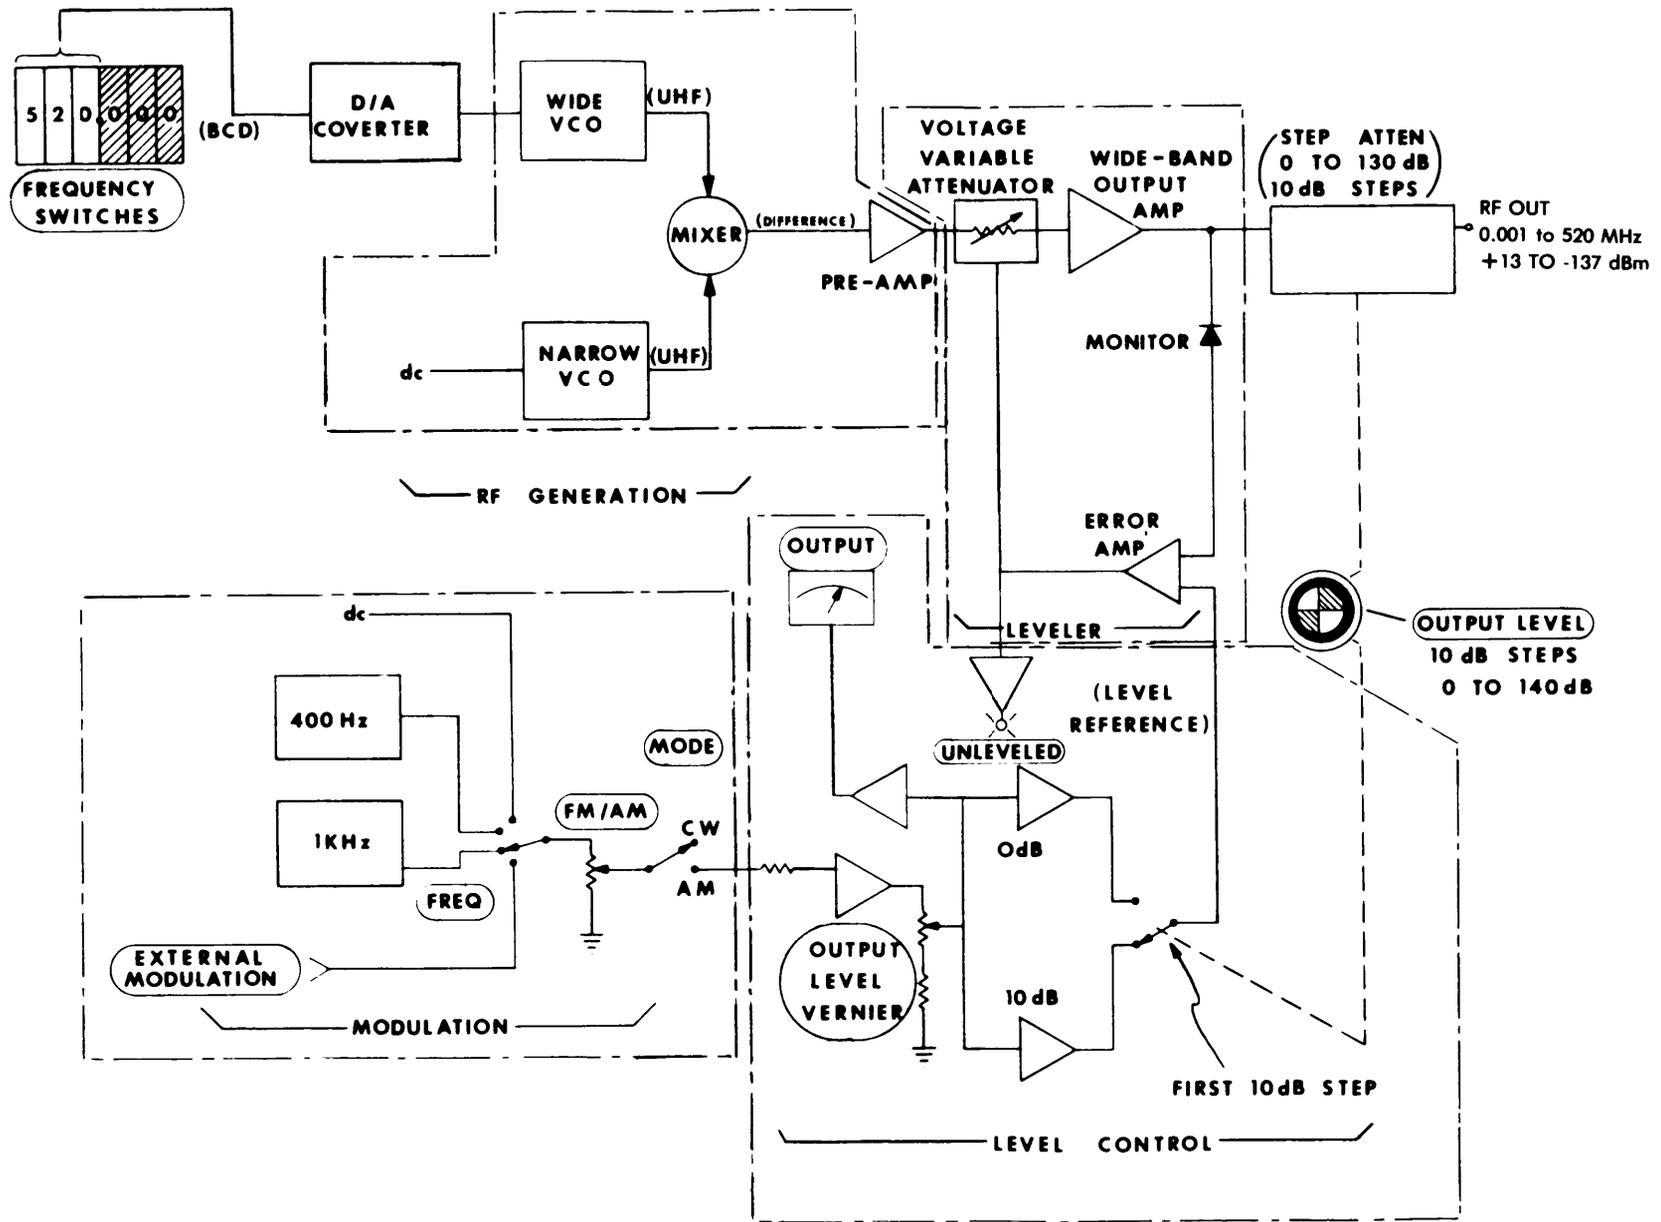 5 2 0.0 0 0
FREQUENCY
SWITCHES
(BCD)
D/A
COVERTER
WIDE
VCO
(UHF)
MIXER
(DIFFERENCE)
PRE-AMP
dc
NARROW
VCO
(UHF)
RF GENERATION
VOLTAGE
VARIABLE
ATTENUATOR
WIDE-BAND
OUTPUT
AMP
(STEP ATTEN
0 TO 130 dB
10 dB STEPS)
RF OUT
0.001 to 520 MHz
+13 TO -137 dBm
MONITOR
ERROR
AMP
LEVELER
OUTPUT
OUTPUT LEVEL
10 dB STEPS
0 TO 140 dB
(LEVEL
REFERENCE)
UNLEVELED
dc
400 Hz
1KHz
FREQ
FM/AM
MODE
CW
AM
EXTERNAL
MODULATION
MODULATION
OUTPUT
LEVEL
VERNIER
0dB
10 dB
FIRST 10dB STEP
LEVEL CONTROL